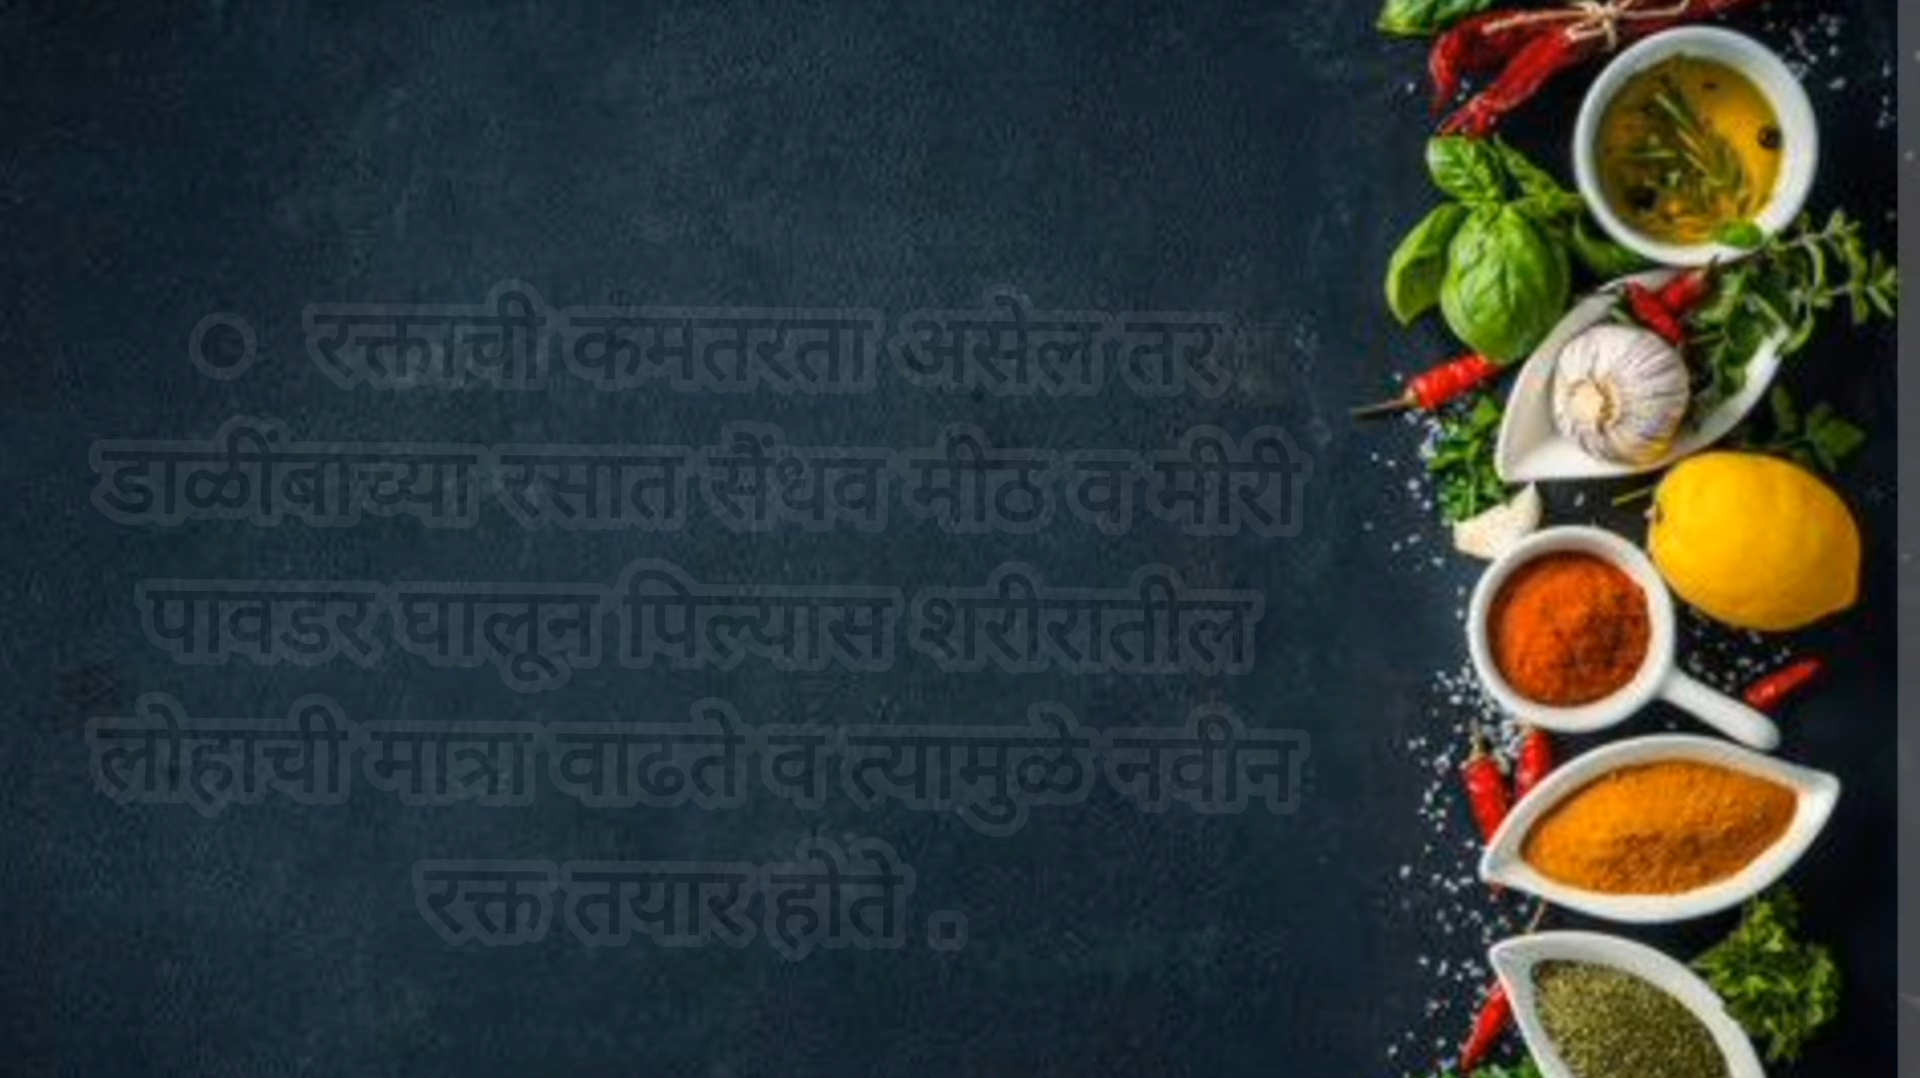 ○ रक्ताची कमतरता असेल तर
डाळींबाच्या रसात सैंधव मीठ व मीरी
पावडर घालून पिल्यास शरीरातील
लोहाची मात्रा वाढते व त्यामुळे नवीन
रक्त तयार होते .